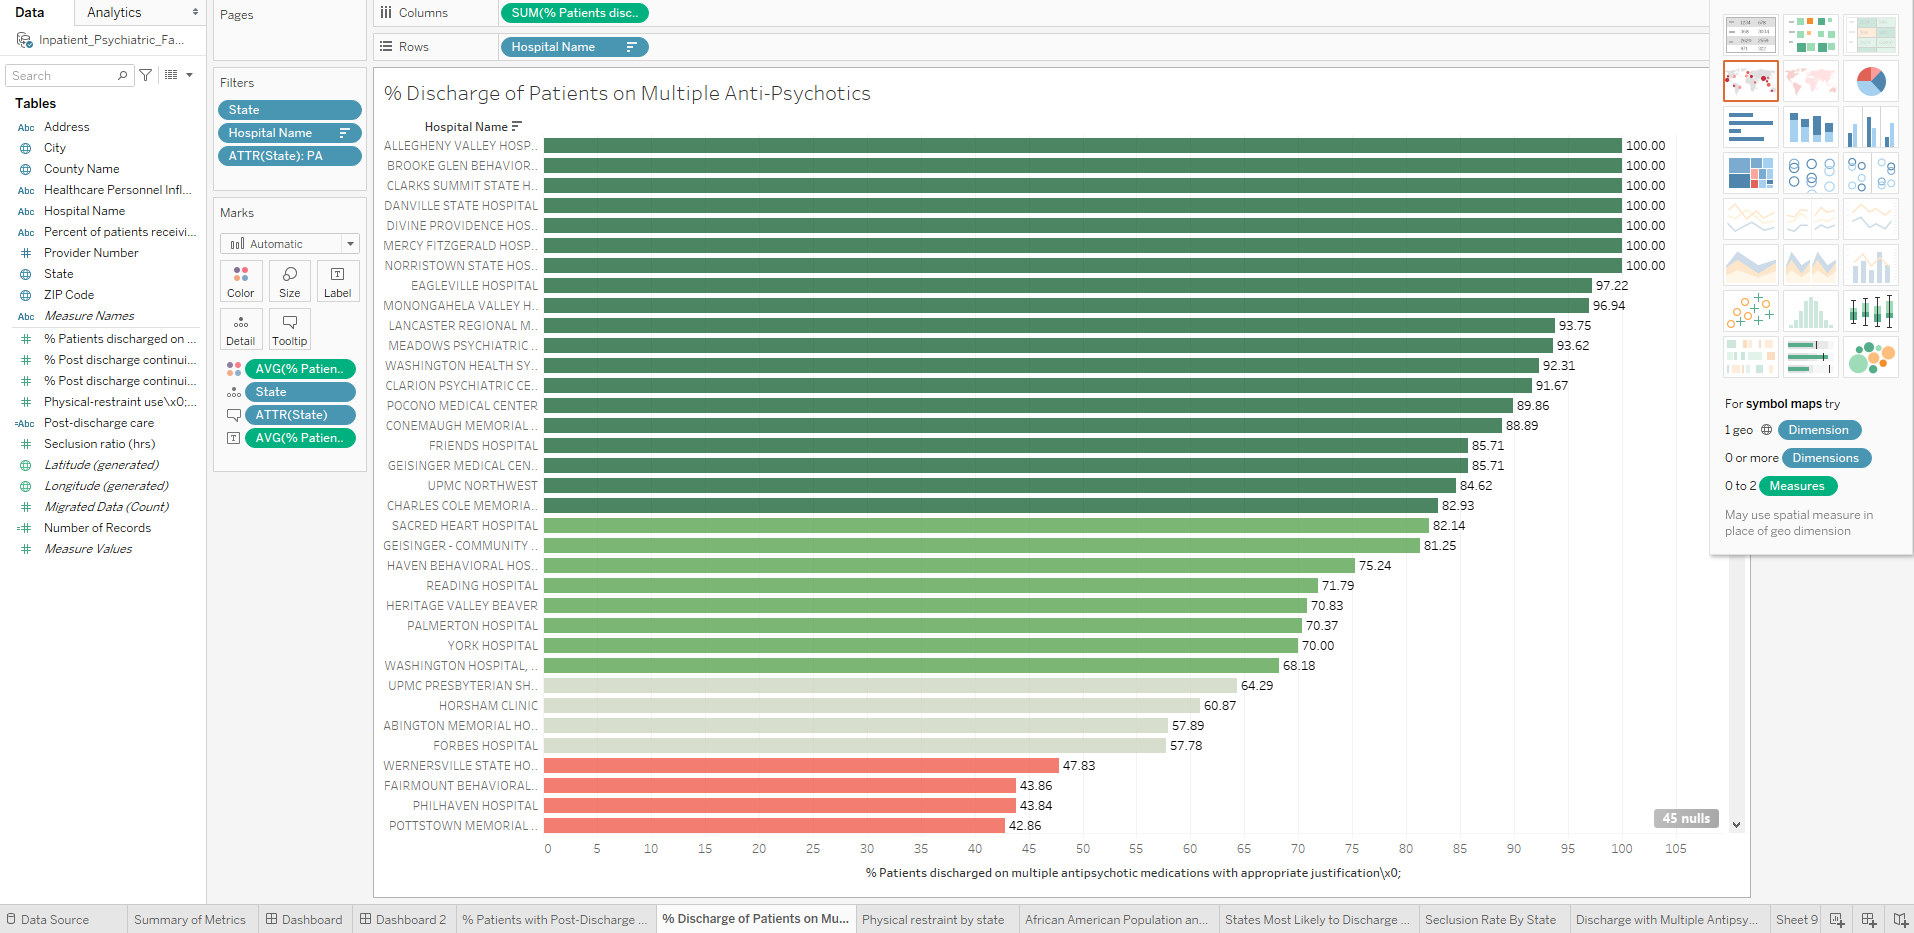 Data
Analytics
Inpatient_Psychiatric_Fa...
Search
Tables
Abc Address
City
County Name
Abc Healthcare Personnel Infl...
Abc Hospital Name
Abc Percent of patients receivi...
# Provider Number
State
ZIP Code
Abc Measure Names
# % Patients discharged on ...
# % Post discharge continui...
# % Post discharge continui...
# Physical-restraint use\x0;...
=Abc Post-discharge care
# Seclusion ratio (hrs)
Latitude (generated)
Longitude (generated)
=# Migrated Data (Count)
=# Number of Records
# Measure Values
Pages
Filters
State
Hospital Name
ATTR(State): PA
Marks
Automatic
Color
Size
T
Label
Detail
Tooltip
AVG(% Patien..
State
ATTR(State)
T AVG(% Patien..
Columns
SUM(% Patients disc..
Rows
Hospital Name
% Discharge of Patients on Multiple Anti-Psychotics
Hospital Name
ALLEGHENY VALLEY HOSP.. 100.00
BROOKE GLEN BEHAVIOR.. 100.00
CLARKS SUMMIT STATE H.. 100.00
DANVILLE STATE HOSPITAL 100.00
DIVINE PROVIDENCE HOS.. 100.00
MERCY FITZGERALD HOSP.. 100.00
NORRISTOWN STATE HOS.. 100.00
EAGLEVILLE HOSPITAL 97.22
MONONGAHELA VALLEY H.. 96.94
LANCASTER REGIONAL M.. 93.75
MEADOWS PSYCHIATRIC .. 93.62
WASHINGTON HEALTH SY.. 92.31
CLARION PSYCHIATRIC CE.. 91.67
POCONO MEDICAL CENTER 89.86
CONEMAUGH MEMORIAL .. 88.89
FRIENDS HOSPITAL 85.71
GEISINGER MEDICAL CEN.. 85.71
UPMC NORTHWEST 84.62
CHARLES COLE MEMORIA.. 82.93
SACRED HEART HOSPITAL 82.14
GEISINGER - COMMUNITY .. 81.25
HAVEN BEHAVIORAL HOS.. 75.24
READING HOSPITAL 71.79
HERITAGE VALLEY BEAVER 70.83
PALMERTON HOSPITAL 70.37
YORK HOSPITAL 70.00
WASHINGTON HOSPITAL, .. 68.18
UPMC PRESBYTERIAN SH.. 64.29
HORSHAM CLINIC 60.87
ABINGTON MEMORIAL HO.. 57.89
FORBES HOSPITAL 57.78
WERNERSVILLE STATE HO.. 47.83
FAIRMOUNT BEHAVIORAL.. 43.86
PHILHAVEN HOSPITAL 43.84
POTTSTOWN MEMORIAL .. 42.86
45 nulls
0 5 10 15 20 25 30 35 40 45 50 55 60 65 70 75 80 85 90 95 100 105
% Patients discharged on multiple antipsychotic medications with appropriate justification\x0;
For symbol maps try
1 geo Dimension
0 or more Dimensions
0 to 2 Measures
May use spatial measure in
place of geo dimension
Data Source
Summary of Metrics
Dashboard
Dashboard 2
% Patients with Post-Discharge ...
% Discharge of Patients on Mu...
Physical restraint by state
African American Population an...
States Most Likely to Discharge ...
Seclusion Rate By State
Discharge with Multiple Antipsy...
Sheet 9